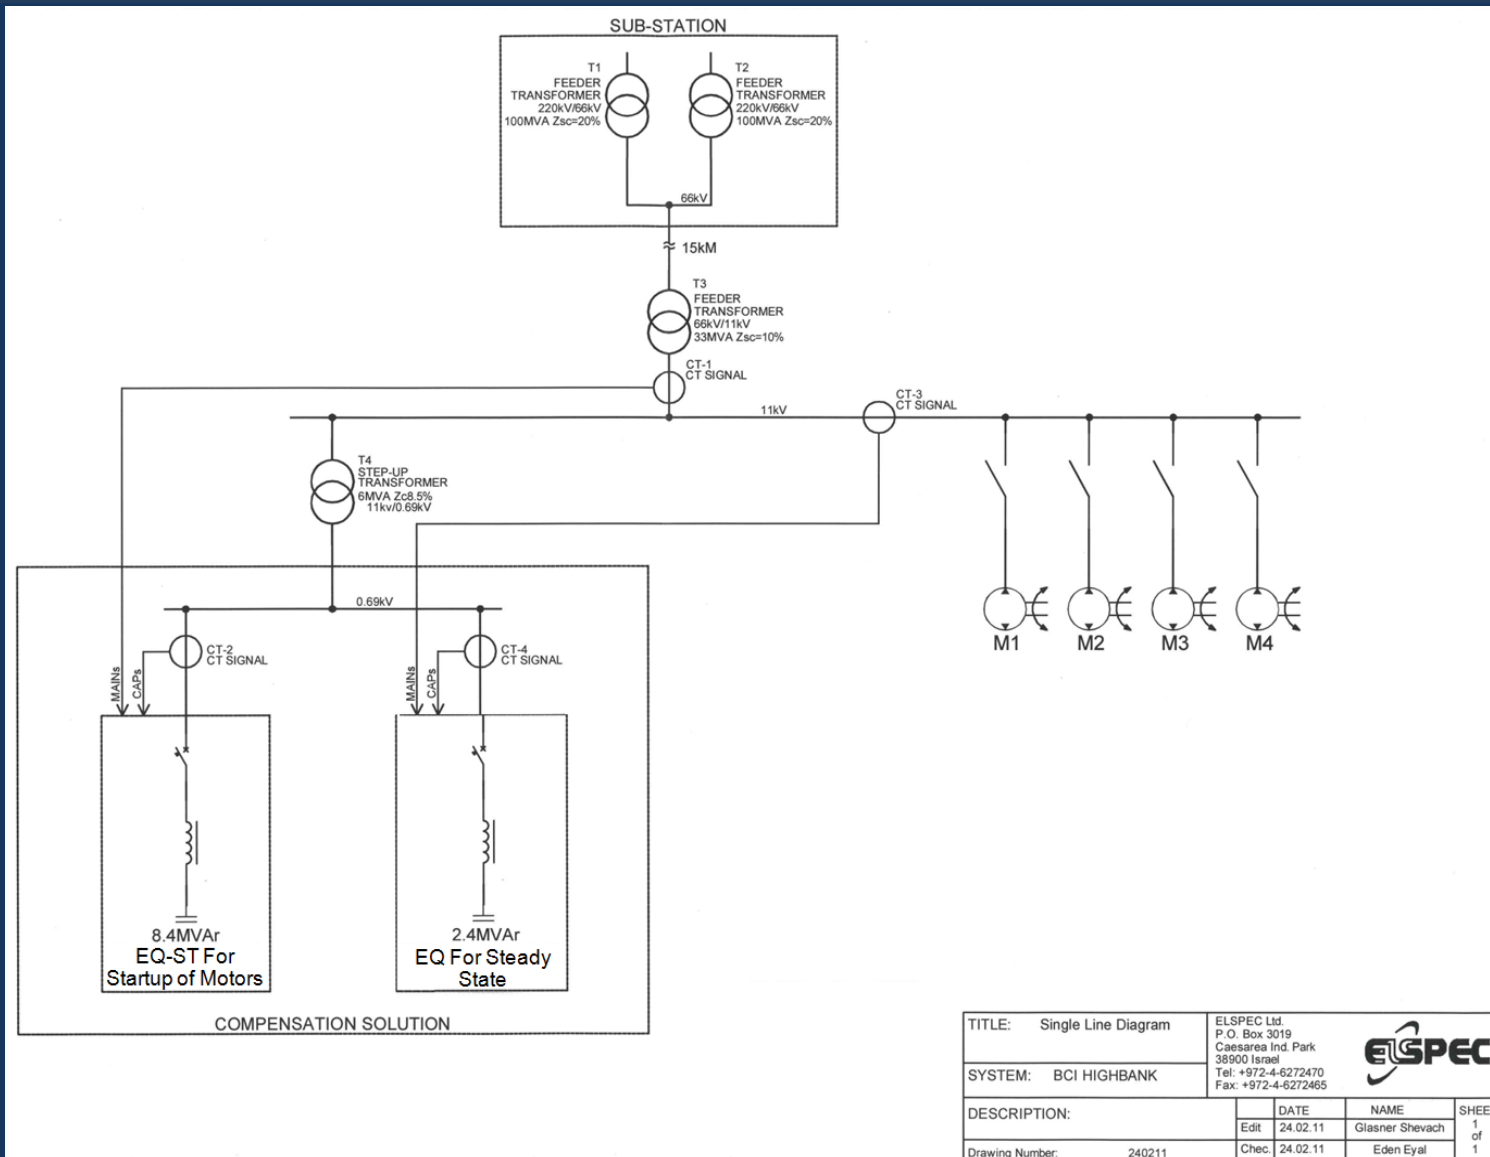 SUB-STATION
T1
FEEDER
TRANSFORMER
220kV/66kV
100MVA Zsc=20%
T2
FEEDER
TRANSFORMER
220kV/66kV
100MVA Zsc=20%
66kV
15kM
T3
FEEDER
TRANSFORMER
66kV/11kV
33MVA Zsc=10%
CT-1
CT SIGNAL
11kV
CT-3
CT SIGNAL
T4
STEP-UP
TRANSFORMER
6MVA Zc8.5%
11kv/0.69kV
M1
M2
M3
M4
0.69kV
CT-2
CT SIGNAL
CT-4
CT SIGNAL
MAINs
CAPs
MAINs
CAPs
8.4MVAr
EQ-ST For
Startup of Motors
2.4MVAr
EQ For Steady
State
COMPENSATION SOLUTION
TITLE: Single Line Diagram
SYSTEM: BCI HIGHBANK
ELSPEC Ltd.
P.O. Box 3019
Caesarea Ind. Park
38900 Israel
Tel: +972-4-6272470
Fax: +972-4-6272465
ELSPEC
DESCRIPTION:
DATE NAME SHEE
Edit 24.02.11 Glasner Shevach 1
of
Chec. 24.02.11 Eden Eyal 1
Drawing Number: 240211